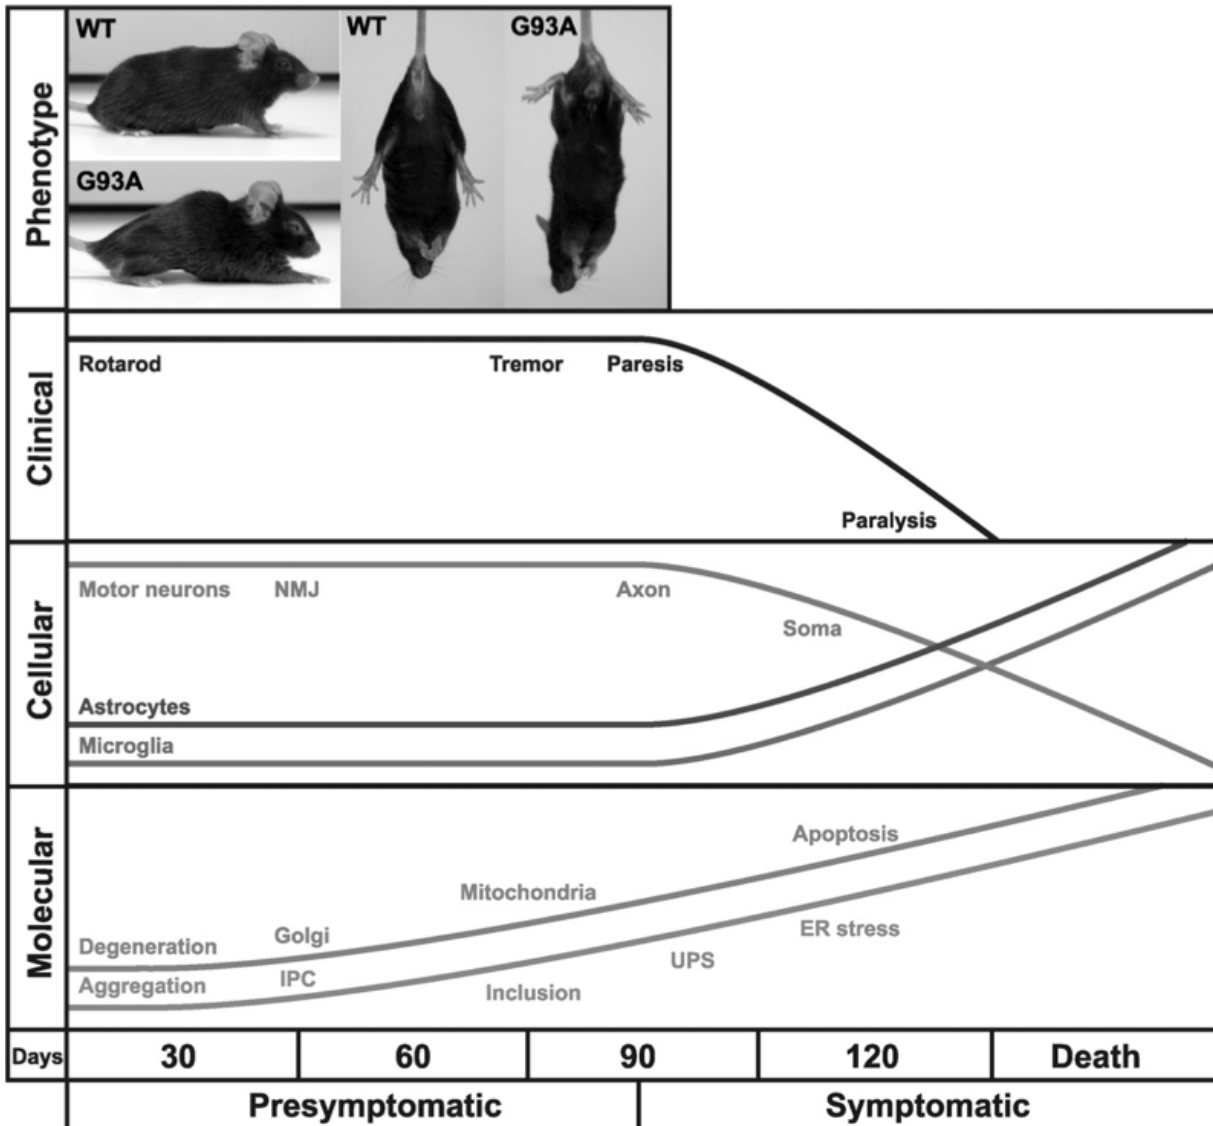 Phenotype
WT
WT
G93A
G93A
Clinical
Rotarod
Tremor
Paresis
Paralysis
Cellular
Motor neurons
NMJ
Axon
Soma
Astrocytes
Microglia
Molecular
Apoptosis
Mitochondria
Golgi
Degeneration
ER stress
UPS
IPC
Aggregation
Inclusion
Days 30 60 90 120 Death
Presymptomatic Symptomatic